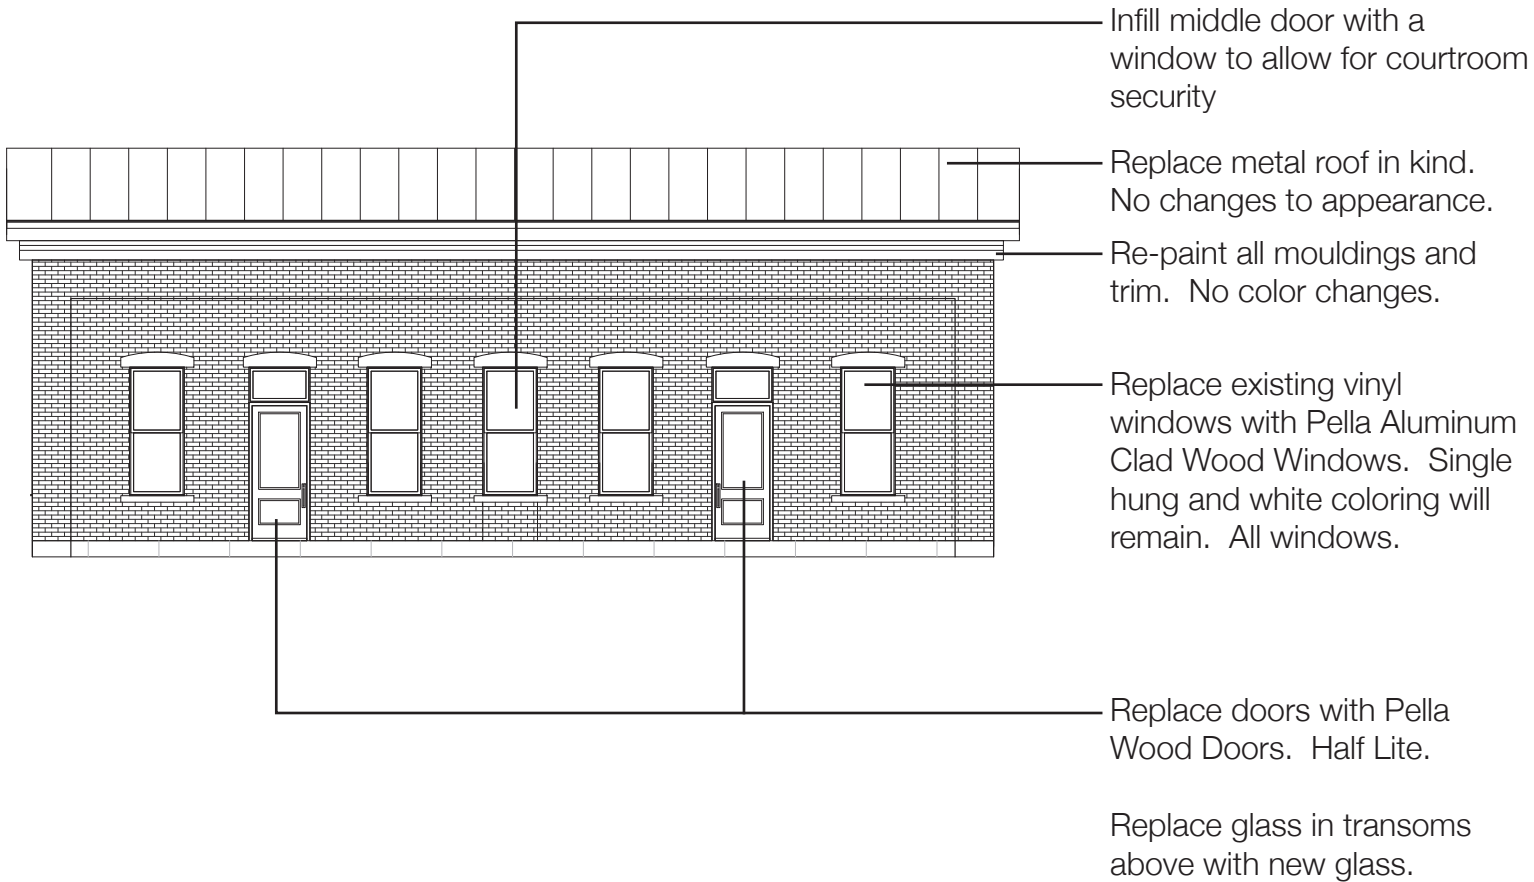 Infill middle door with a
window to allow for courtroom
security
Replace metal roof in kind.
No changes to appearance.
Re-paint all mouldings and
trim.  No color changes.
Replace existing vinyl
windows with Pella Aluminum
Clad Wood Windows.  Single
hung and white coloring will
remain.  All windows.
Replace doors with Pella
Wood Doors.  Half Lite.
Replace glass in transoms
above with new glass.